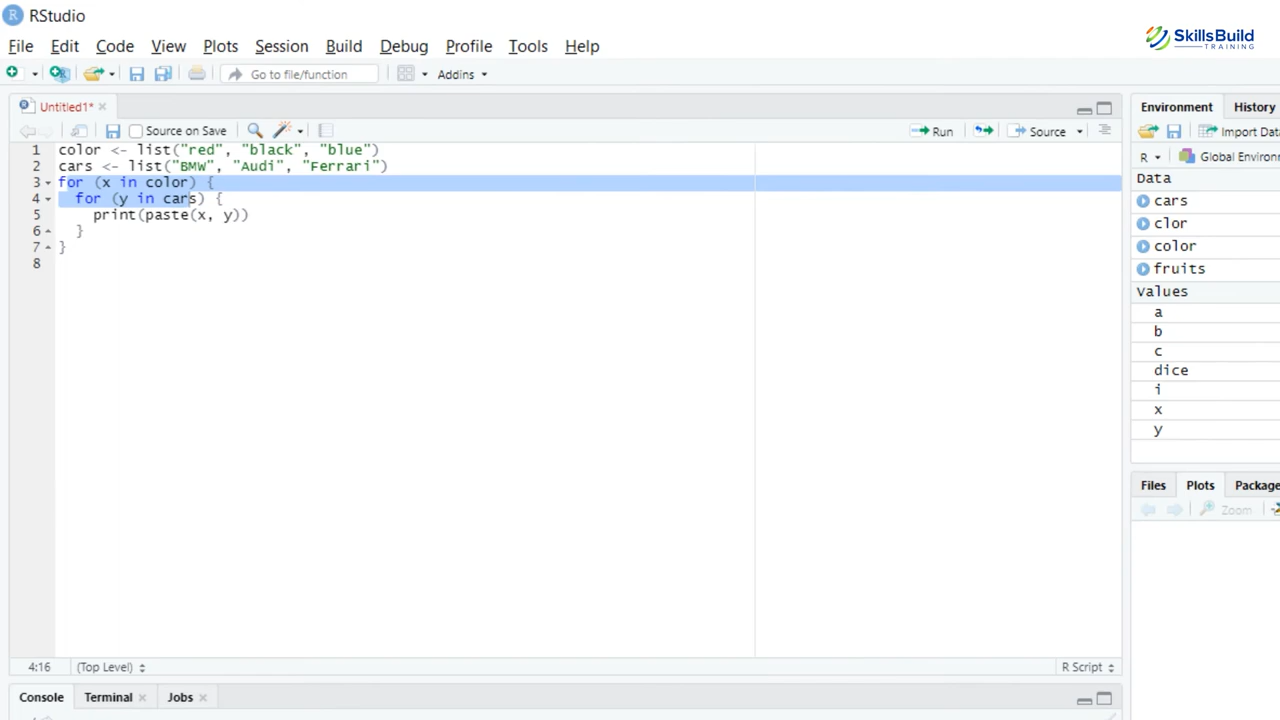 RStudio
SkillsBuild
TRAINING
File Edit Code View Plots Session Build Debug Profile Tools Help
Go to file/function Addins
Untitled1*
Source on Save Run Source
1 color <- list("red", "black", "blue")
2 cars <- list("BMW", "Audi", "Ferrari")
3 for (x in color) {
4 for (y in cars) {
5 print(paste(x, y))
6 }
7 }
8
4:16 (Top Level) R Script
Console Terminal Jobs
Environment History
Import Data
R Global Environ
Data
cars
clor
color
fruits
Values
a
b
c
dice
i
x
y
Files Plots Package
Zoom